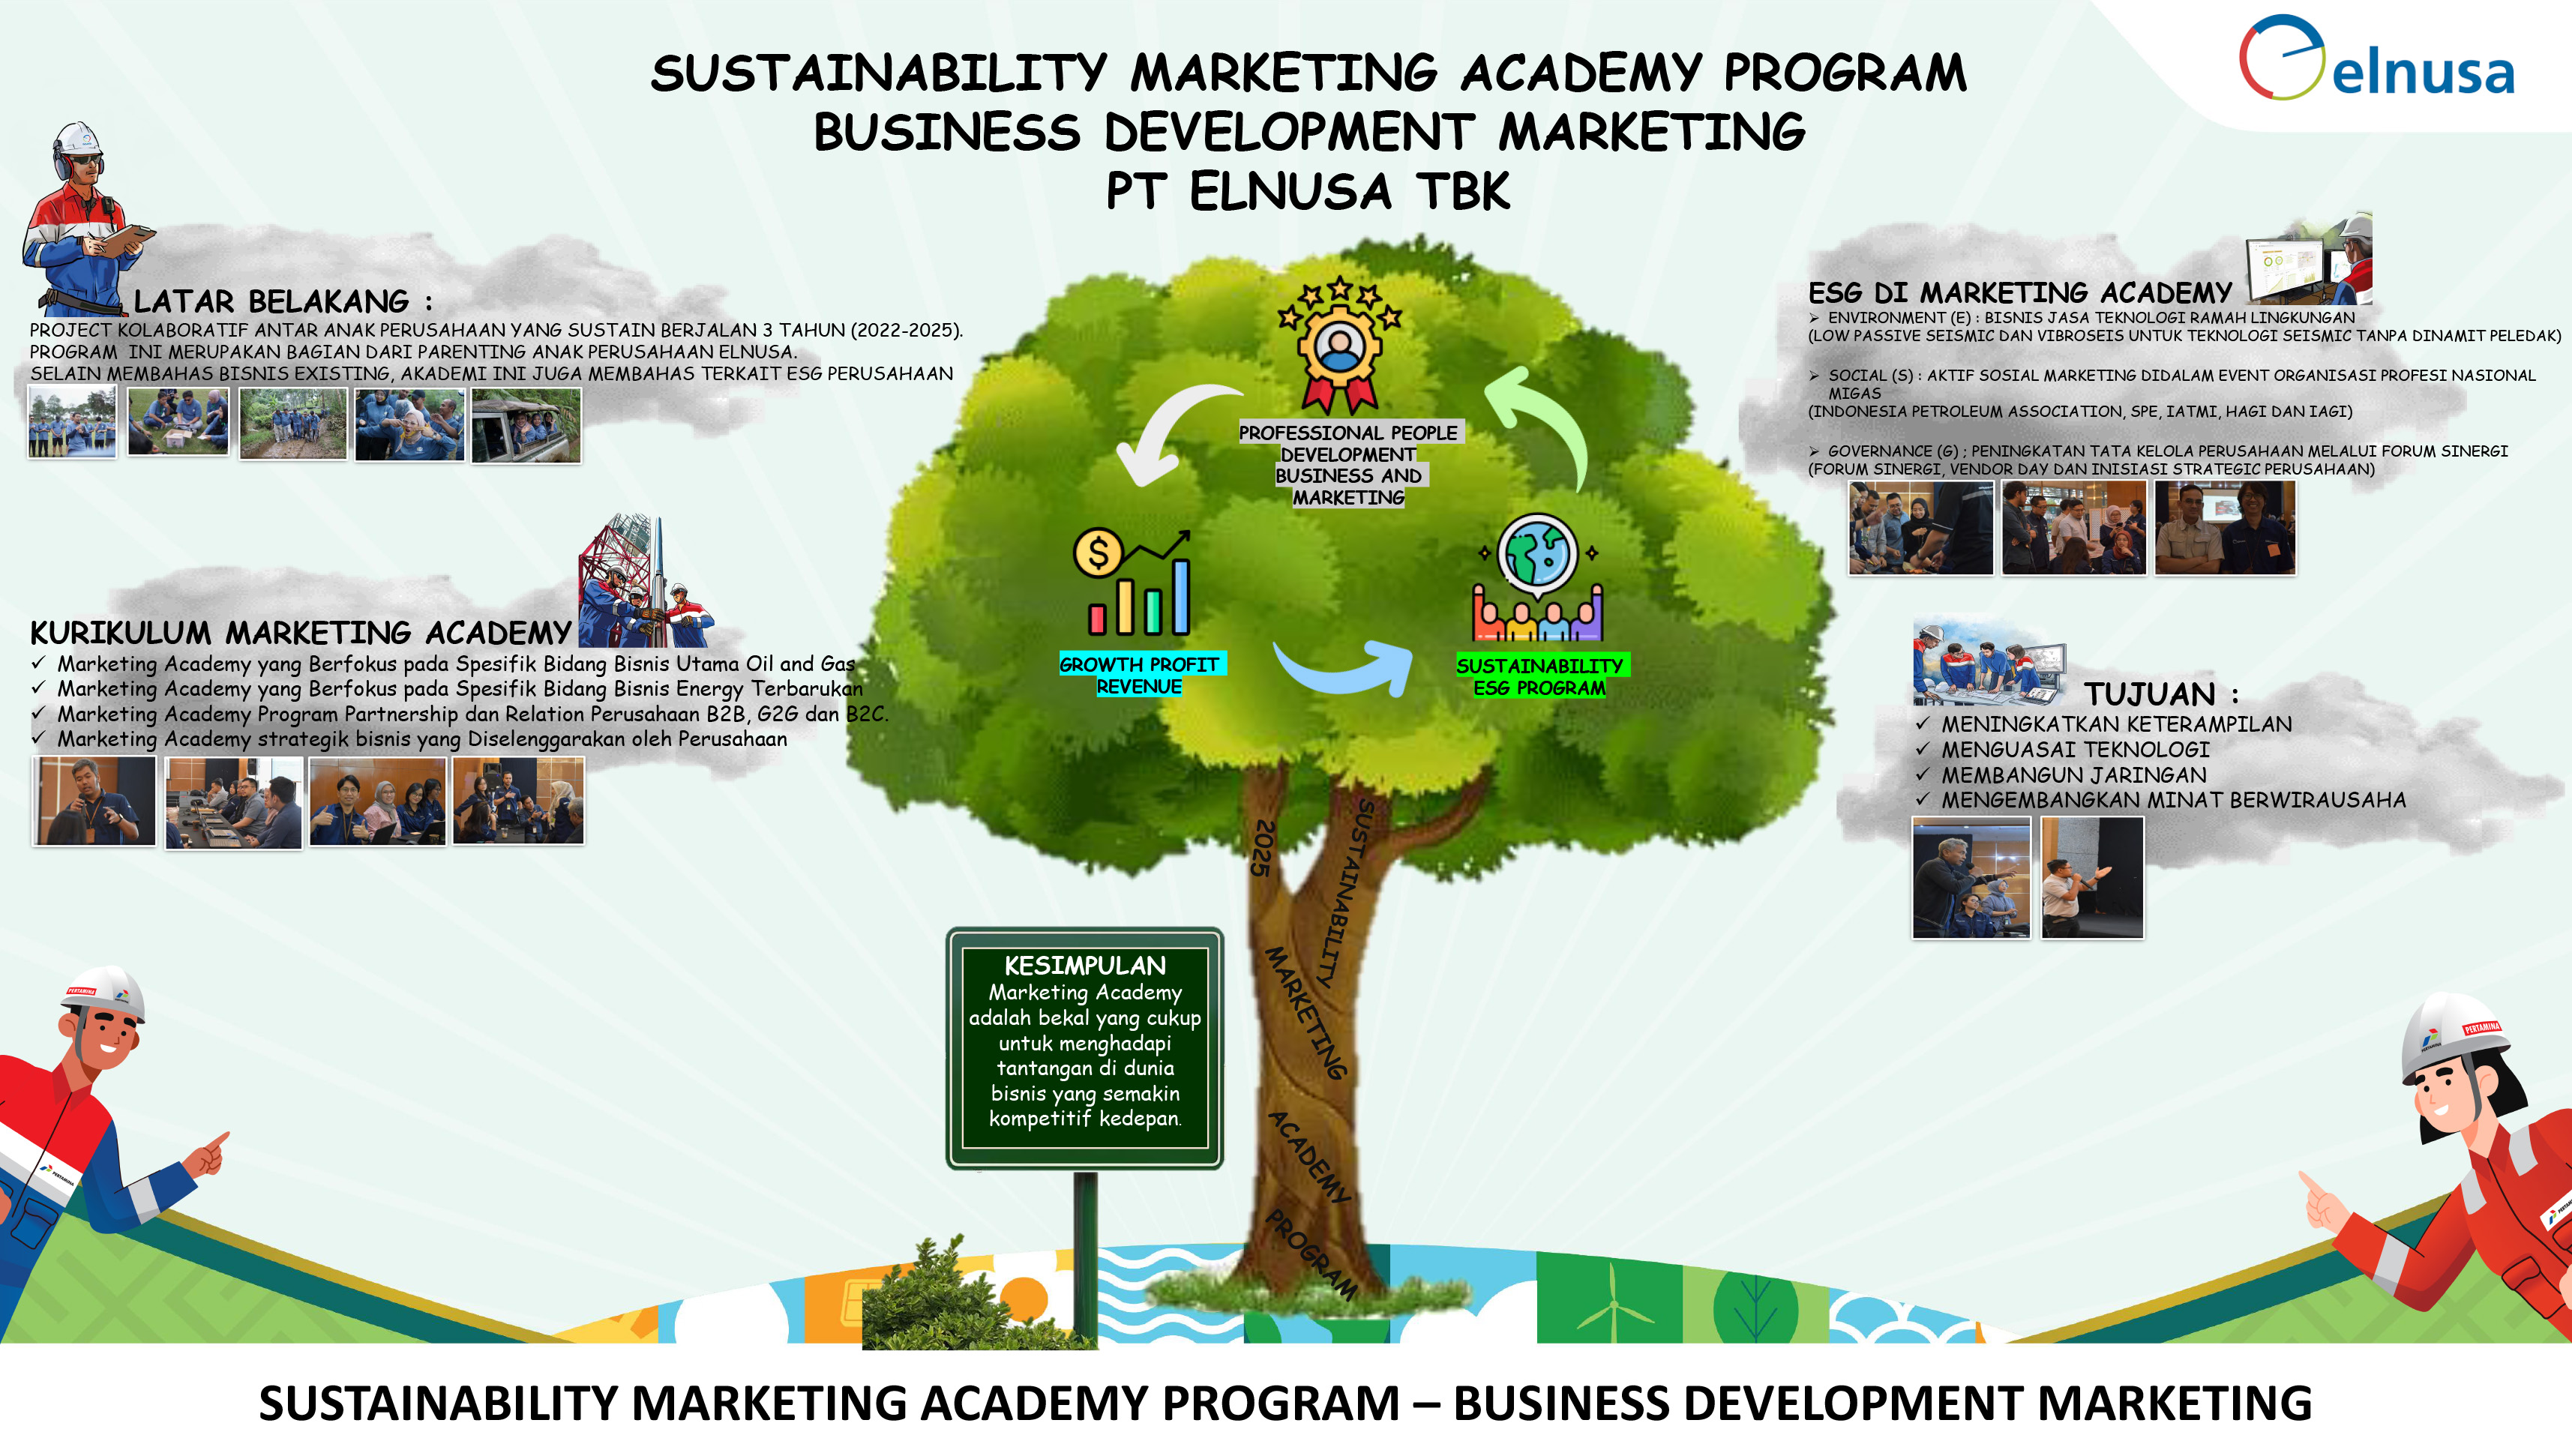 elnusa
SUSTAINABILITY MARKETING ACADEMY PROGRAM
BUSINESS DEVELOPMENT MARKETING
PT ELNUSA TBK
LATAR BELAKANG :
PROJECT KOLABORATIF ANTAR ANAK PERUSAHAAN YANG SUSTAIN BERJALAN 3 TAHUN (2022-2025).
PROGRAM INI MERUPAKAN BAGIAN DARI PARENTING ANAK PERUSAHAAN ELNUSA.
SELAIN MEMBAHAS BISNIS EXISTING, AKADEMI INI JUGA MEMBAHAS TERKAIT ESG PERUSAHAAN
KURIKULUM MARKETING ACADEMY
✓ Marketing Academy yang Berfokus pada Spesifik Bidang Bisnis Utama Oil and Gas
✓ Marketing Academy yang Berfokus pada Spesifik Bidang Bisnis Energy Terbarukan
✓ Marketing Academy Program Partnership dan Relation Perusahaan B2B, G2G dan B2C.
✓ Marketing Academy strategik bisnis yang Diselenggarakan oleh Perusahaan
PROFESSIONAL PEOPLE
DEVELOPMENT
BUSINESS AND
MARKETING
GROWTH PROFIT
REVENUE
SUSTAINABILITY
ESG PROGRAM
ESG DI MARKETING ACADEMY
➢ ENVIRONMENT (E) : BISNIS JASA TEKNOLOGI RAMAH LINGKUNGAN
(LOW PASSIVE SEISMIC DAN VIBROSEIS UNTUK TEKNOLOGI SEISMIC TANPA DINAMIT PELEDAK)
➢ SOCIAL (S) : AKTIF SOSIAL MARKETING DIDALAM EVENT ORGANISASI PROFESI NASIONAL
MIGAS
(INDONESIA PETROLEUM ASSOCIATION, SPE, IATMI, HAGI DAN IAGI)
➢ GOVERNANCE (G) ; PENINGKATAN TATA KELOLA PERUSAHAAN MELALUI FORUM SINERGI
(FORUM SINERGI, VENDOR DAY DAN INISIASI STRATEGIC PERUSAHAAN)
TUJUAN :
✓ MENINGKATKAN KETERAMPILAN
✓ MENGUASAI TEKNOLOGI
✓ MEMBANGUN JARINGAN
✓ MENGEMBANGKAN MINAT BERWIRAUSAHA
2025
SUSTAINABILITY
MARKETING
ACADEMY
PROGRAM
KESIMPULAN
Marketing Academy
adalah bekal yang cukup
untuk menghadapi
tantangan di dunia
bisnis yang semakin
kompetitif kedepan.
PERTAMINA
PERTAMINA
PERTAMINA
SUSTAINABILITY MARKETING ACADEMY PROGRAM – BUSINESS DEVELOPMENT MARKETING